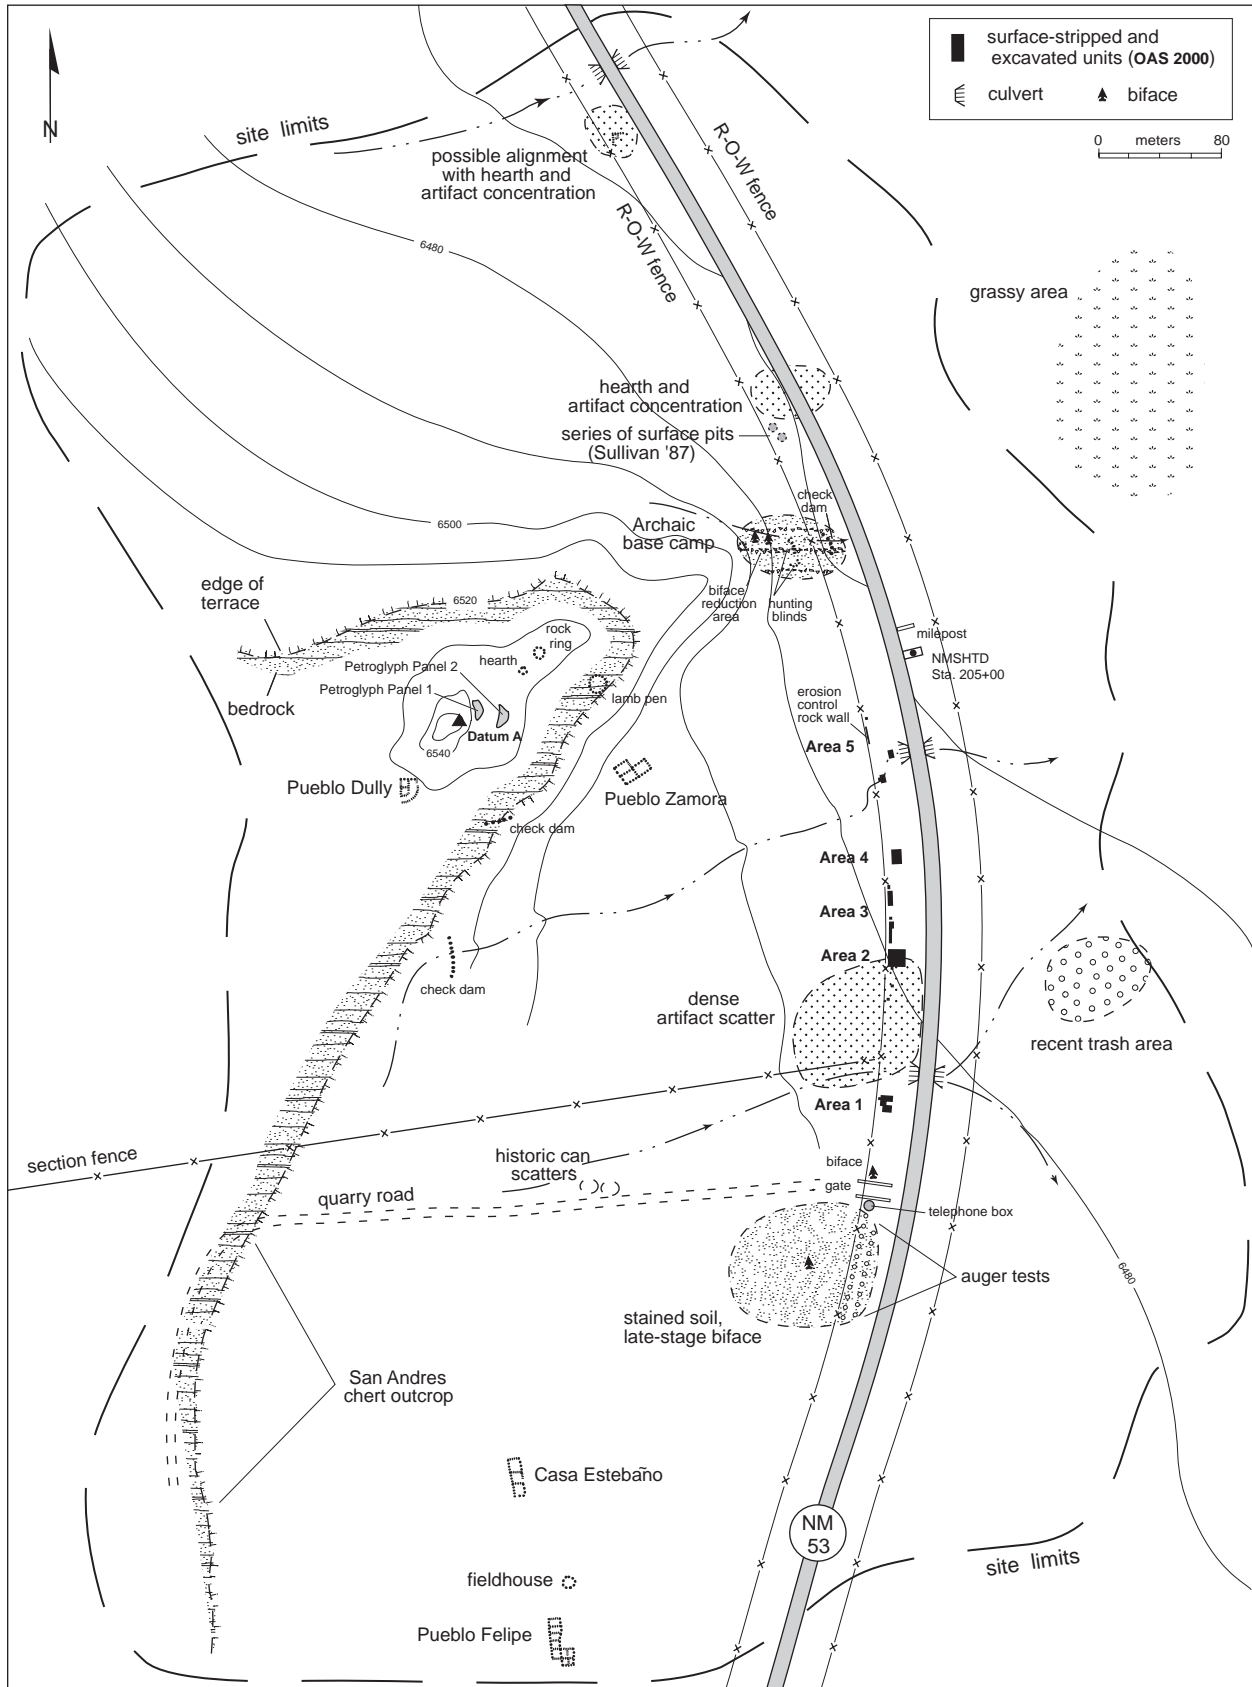 surface-stripped and
excavated units (OAS 2000)
culvert
biface
0 meters 80
N
site limits
possible alignment
with hearth and
artifact concentration
R-O-W fence
R-O-W fence
6480
grassy area
hearth and
artifact concentration
series of surface pits
(Sullivan '87)
6500
Archaic
base camp
check
dam
biface
reduction
area
hunting
blinds
edge of
terrace
6520
rock
ring
hearth
Petroglyph Panel 2
Petroglyph Panel 1
bedrock
lamb pen
Datum A
6540
milepost
NMSHTD
Sta. 205+00
erosion
control
rock wall
Area 5
Pueblo Dully
Pueblo Zamora
check dam
Area 4
Area 3
Area 2
check dam
dense
artifact scatter
recent trash area
Area 1
section fence
historic can
scatters
biface
gate
quarry road
telephone box
auger tests
6480
stained soil,
late-stage biface
San Andres
chert outcrop
Casa Estebaño
NM
53
site limits
fieldhouse
Pueblo Felipe